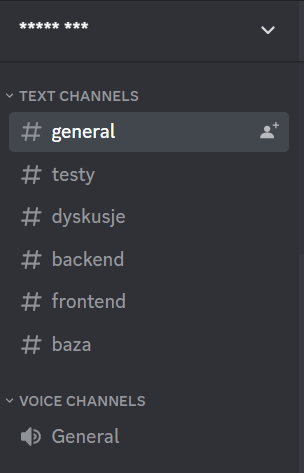 ***** ***
TEXT CHANNELS
general
testy
dyskusje
backend
frontend
baza
VOICE CHANNELS
General